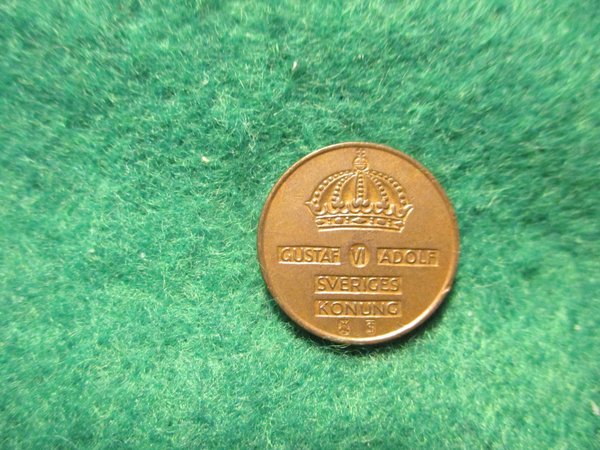 GUSTAF VI ADOLF
SVERIGES
KONUNG